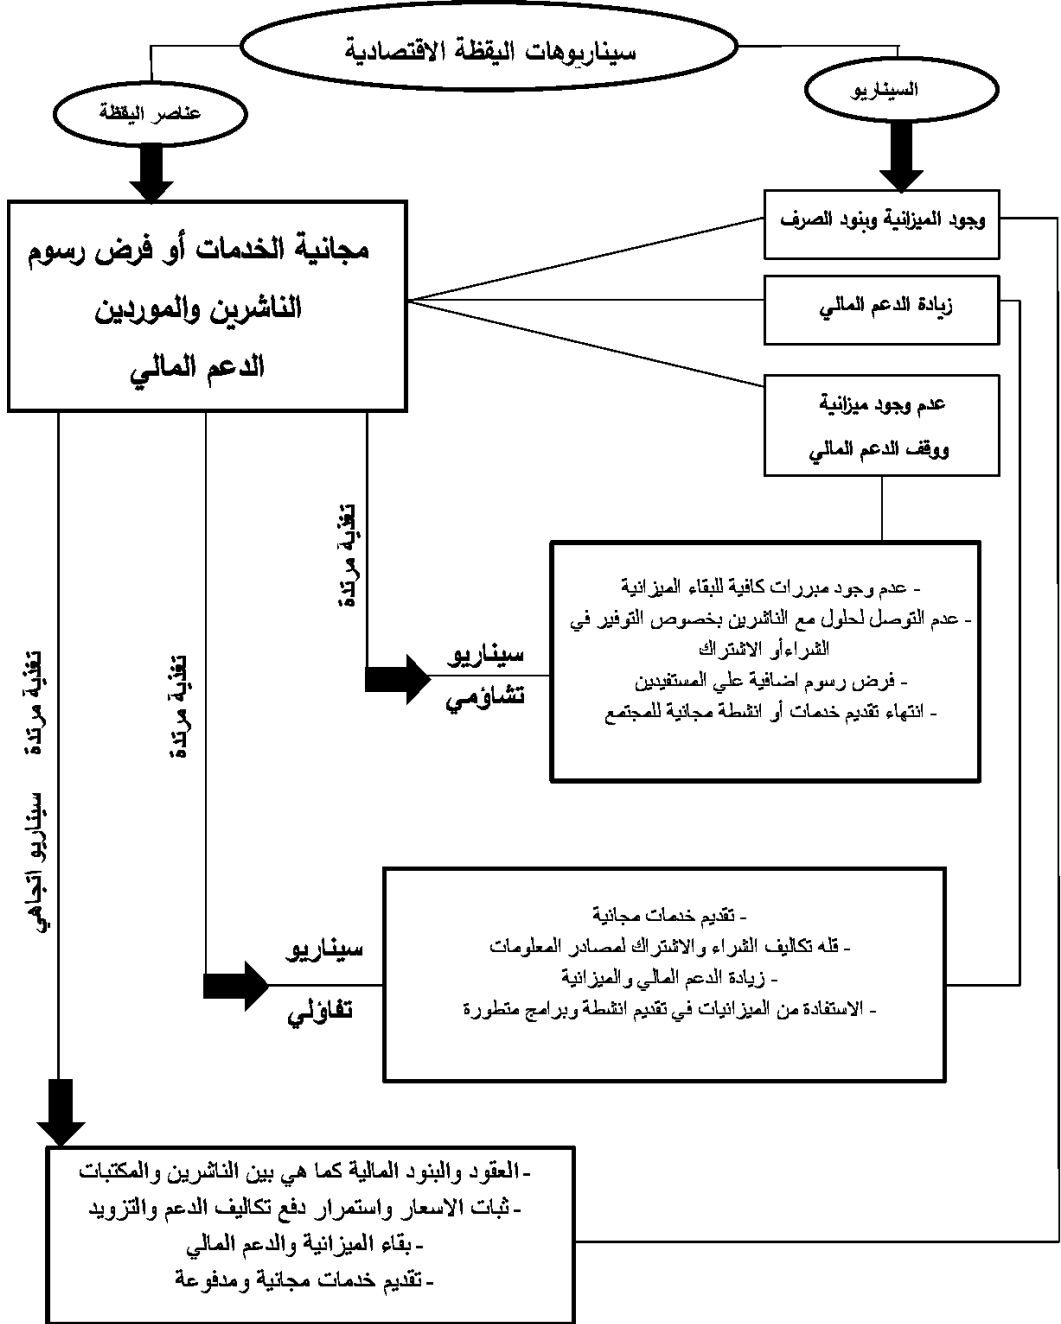 سيناريوهات اليقظة الاقتصادية
السيناريو
عناصر اليقظة
وجود الميزانية وبنود الصرف
مجانية الخدمات أو فرض رسوم
الناشرين والموردين
الدعم المالي
زيادة الدعم المالي
عدم وجود ميزانية
ووقف الدعم المالي
تغذية مرتدة
- عدم وجود مبررات كافية للبقاء الميزانية
- عدم التوصل لحلول مع الناشرين بخصوص التوفير في
الشراءأو الاشتراك
- فرض رسوم اضافية علي المستفيدين
- انتهاء تقديم خدمات أو انشطة مجانية للمجتمع
سيناريو
تشاؤمي
تغذية مرتدة
تغذية مرتدة سيناريو اتجاهي
- تقديم خدمات مجانية
- قله تكاليف الشراء والاشتراك لمصادر المعلومات
- زيادة الدعم المالي والميزانية
- الاستفادة من الميزانيات في تقديم انشطة وبرامج متطورة
سيناريو
تفاؤلي
- العقود والبنود المالية كما هي بين الناشرين والمكتبات
- ثبات الاسعار واستمرار دفع تكاليف الدعم والتزويد
- بقاء الميزانية والدعم المالي
- تقديم خدمات مجانية ومدفوعة